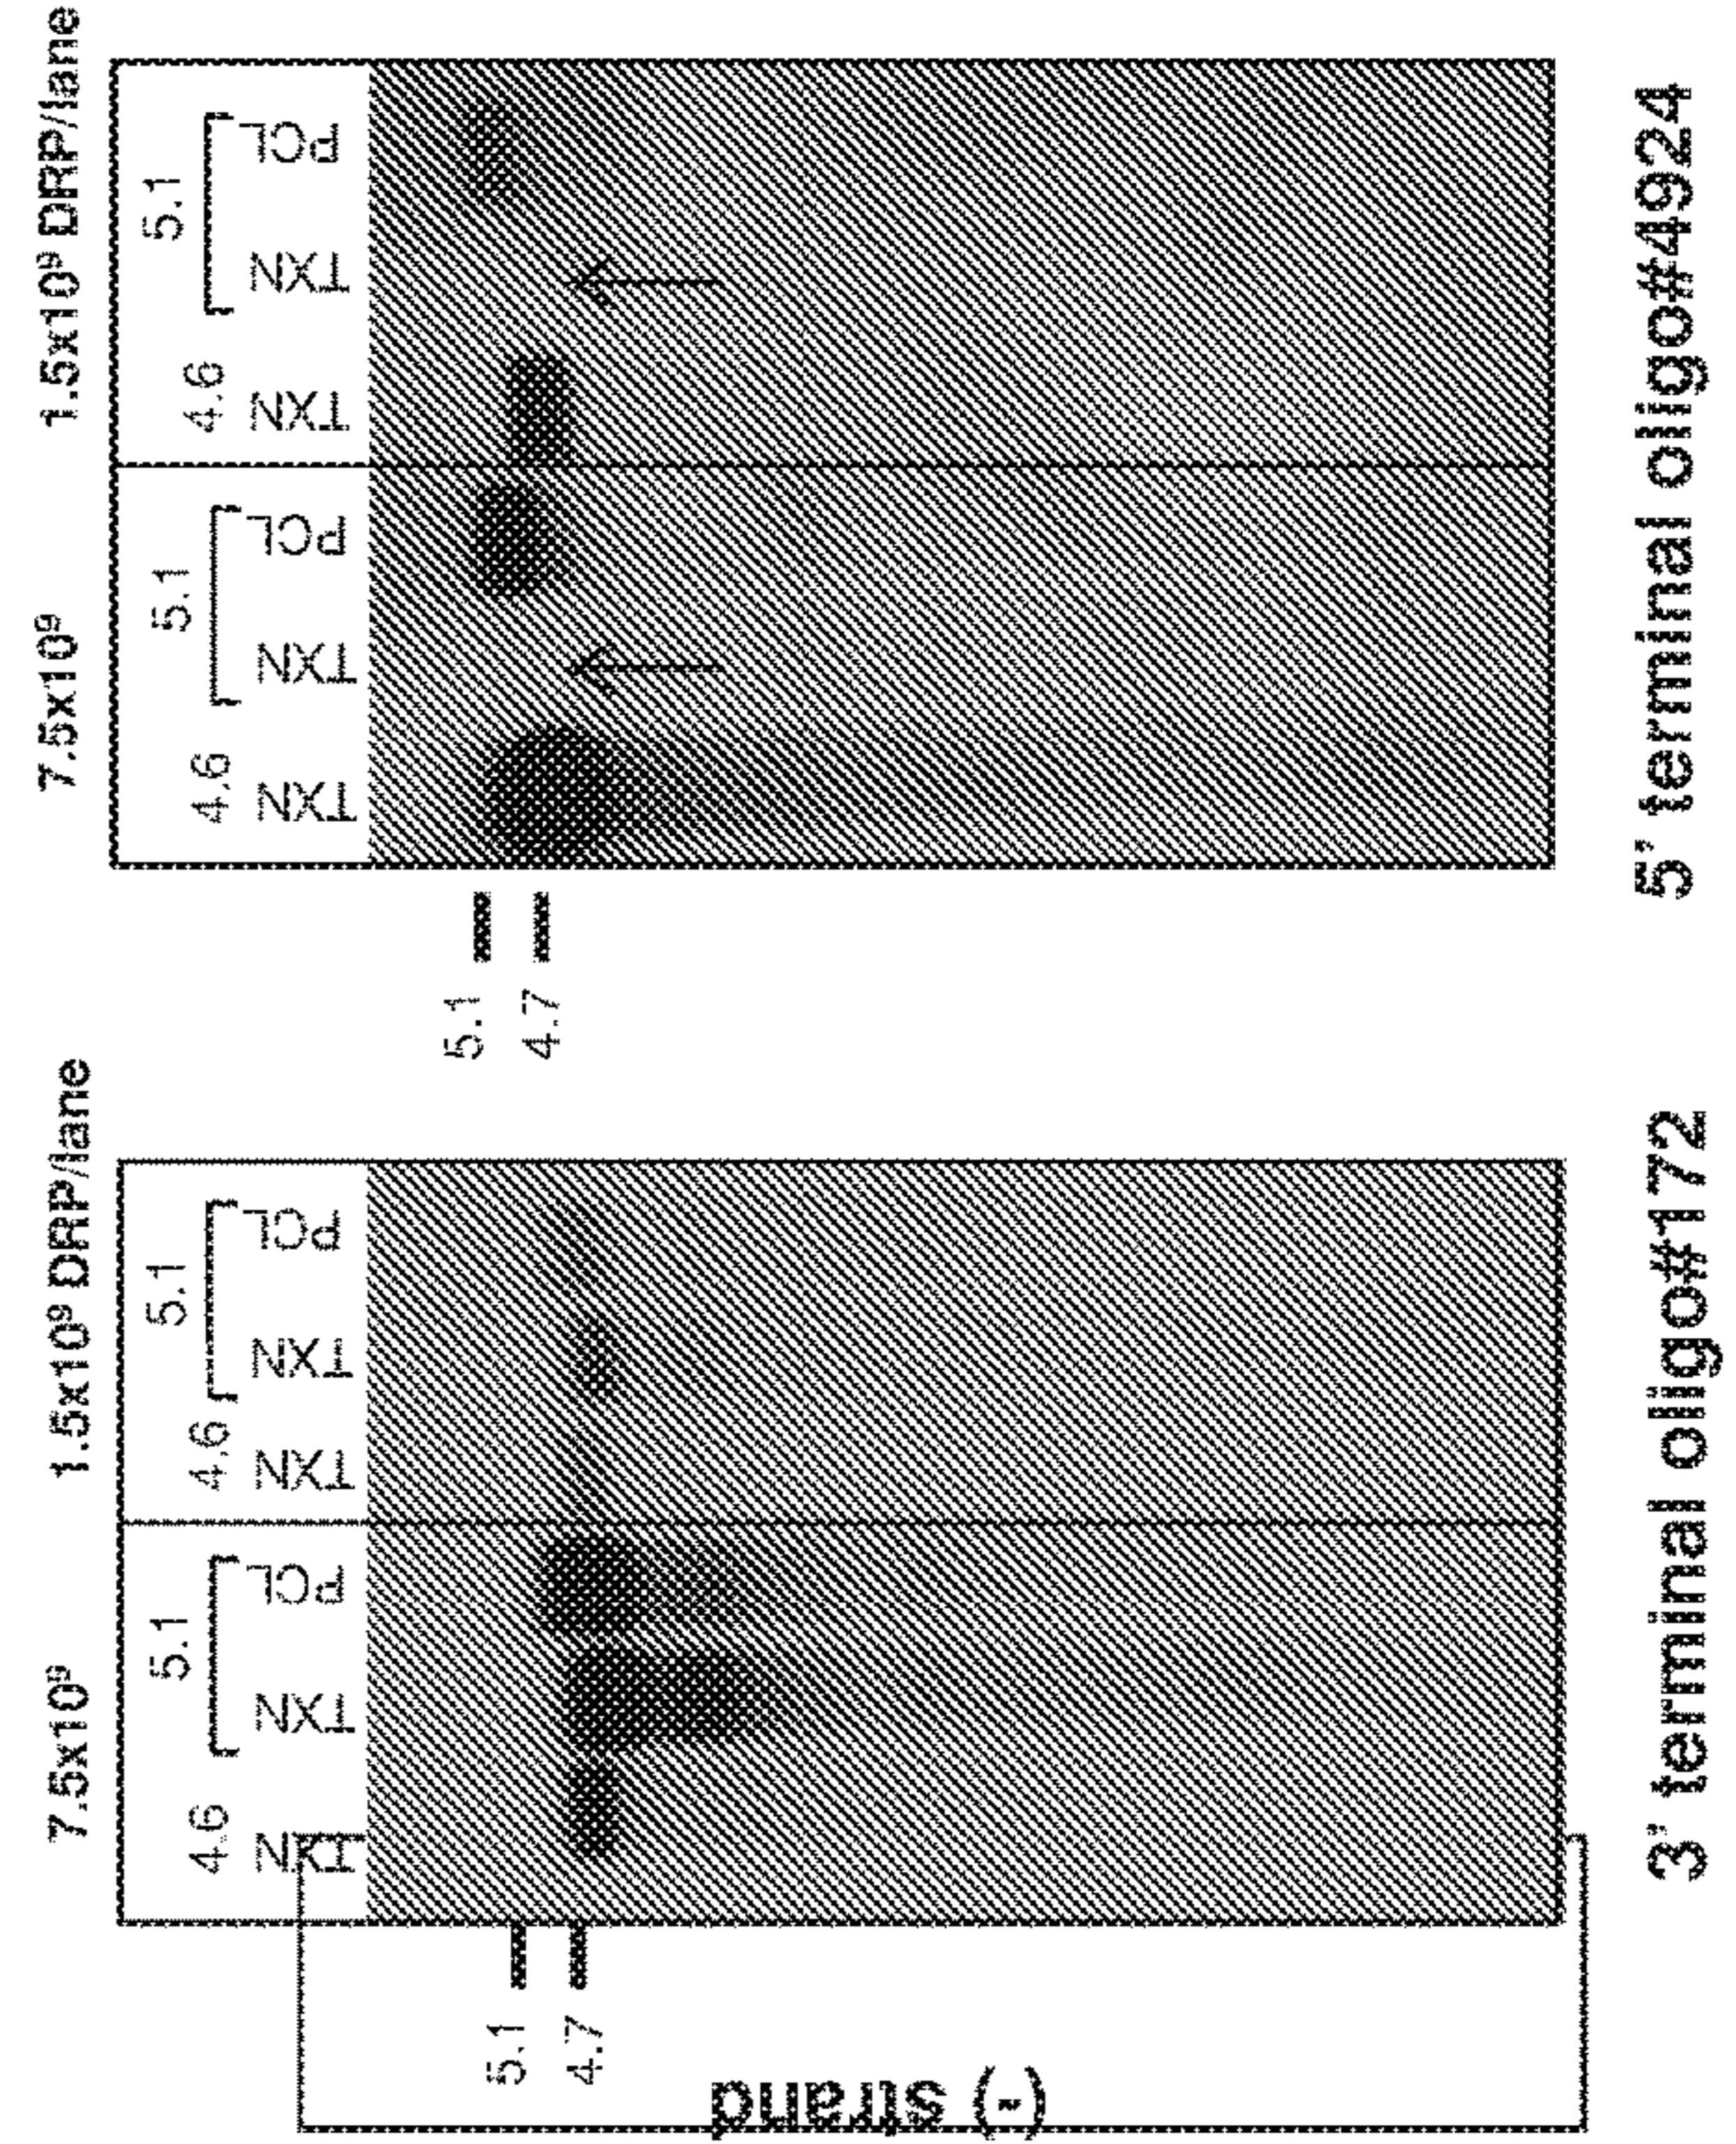 (-) strand
7.5x10⁹
1.5x10⁹ DRP/lane
4.6
5.1
4.6
5.1
TXN
TXN
PCL
TXN
TXN
PCL
5.1
4.7
3' terminal oligo#172
7.5x10⁹
1.5x10⁹ DRP/lane
4.6
5.1
4.6
5.1
TXN
TXN
PCL
TXN
TXN
PCL
5.1
4.7
5' terminal oligo#4924